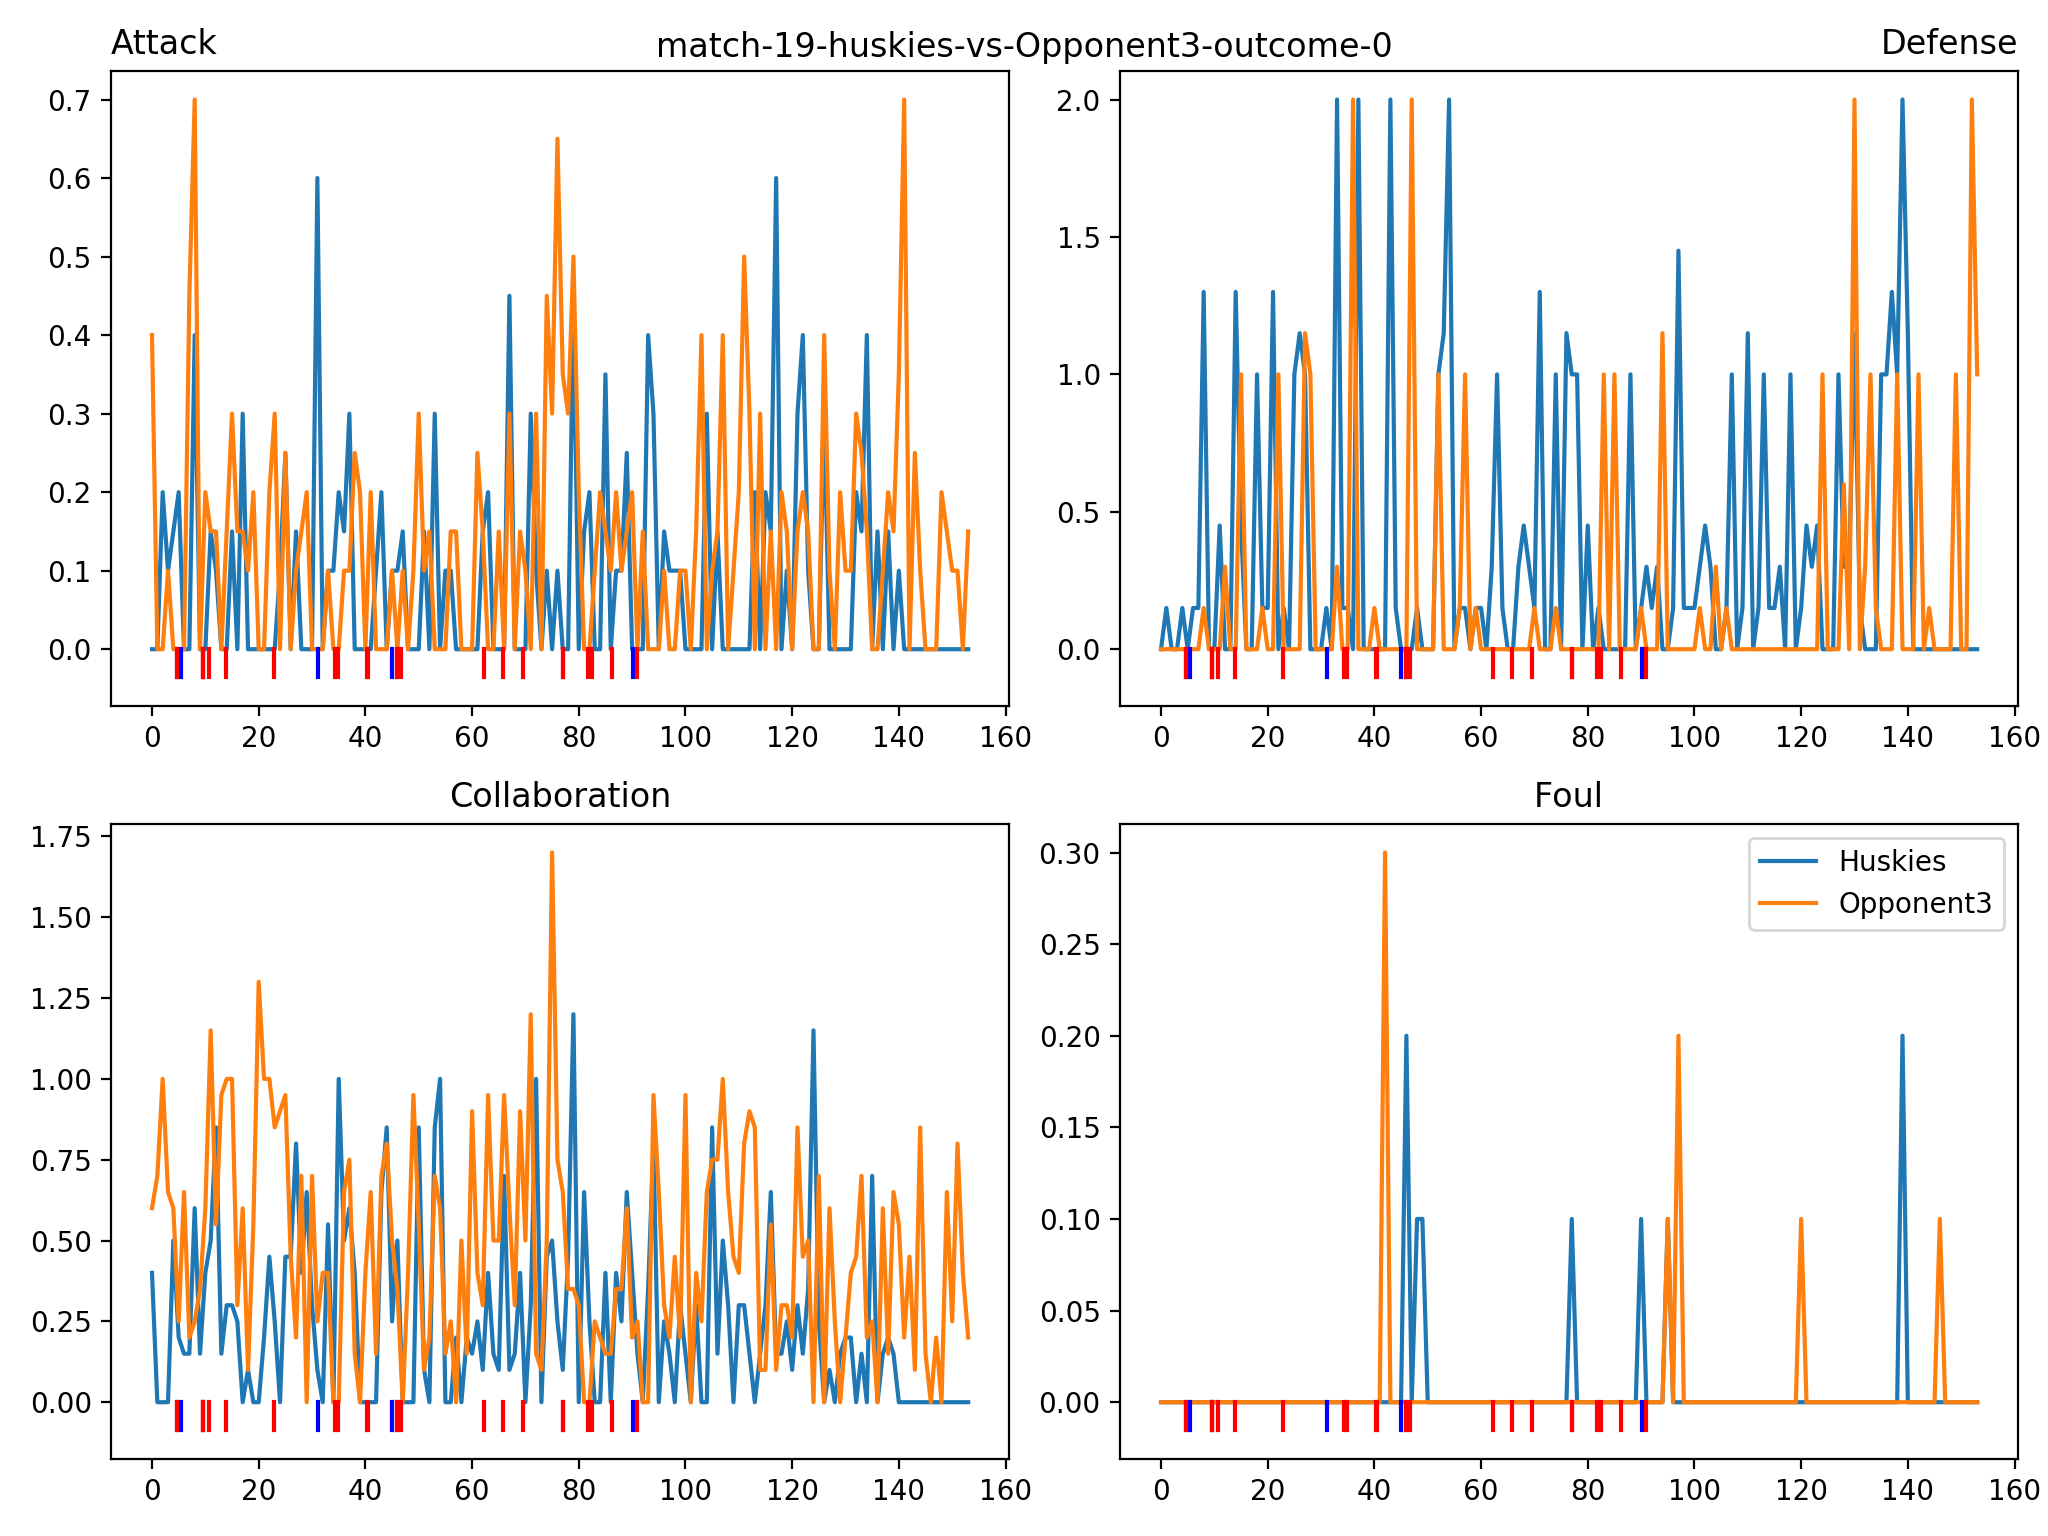 Attack
match-19-huskies-vs-Opponent3-outcome-0
Defense
0.7
0.6
0.5
0.4
0.3
0.2
0.1
0.0
0 20 40 60 80 100 120 140 160
2.0
1.5
1.0
0.5
0.0
0 20 40 60 80 100 120 140 160
Collaboration
1.75
1.50
1.25
1.00
0.75
0.50
0.25
0.00
0 20 40 60 80 100 120 140 160
Foul
0.30
0.25
0.20
0.15
0.10
0.05
0.00
Huskies
Opponent3
0 20 40 60 80 100 120 140 160